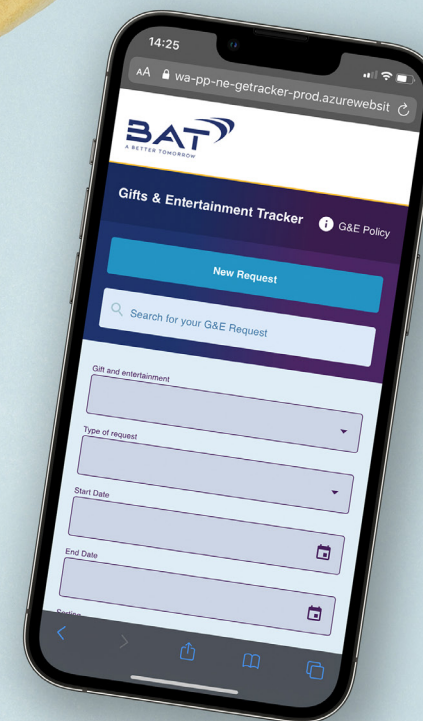 14:25
AA wa-pp-ne-getracker-prod.azurewebsit
BAT
A BETTER TOMORROW
Gifts & Entertainment Tracker
i G&E Policy
New Request
Search for your G&E Request
Gift and entertainment
Type of request
Start Date
End Date
Sorting